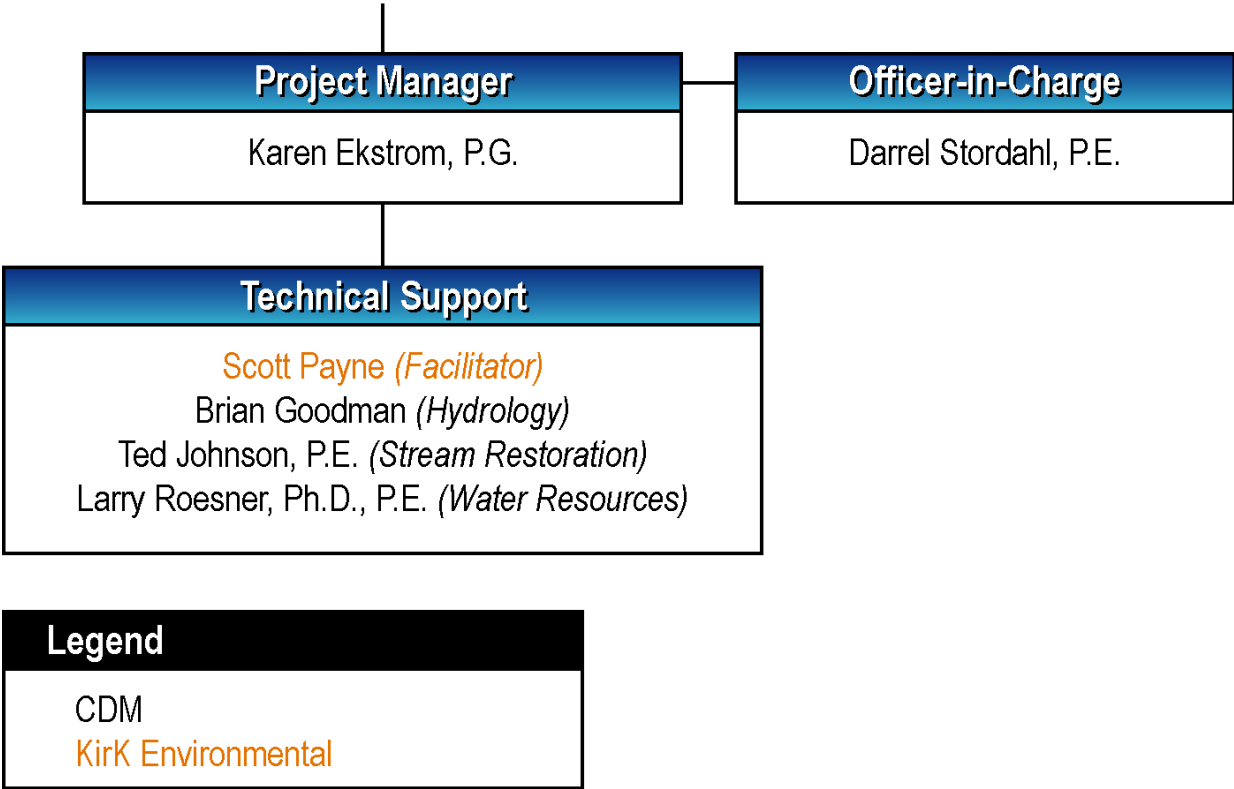 Project Manager
Karen Ekstrom, P.G.
Officer-in-Charge
Darrel Stordahl, P.E.
Technical Support
Scott Payne (Facilitator)
Brian Goodman (Hydrology)
Ted Johnson, P.E. (Stream Restoration)
Larry Roesner, Ph.D., P.E. (Water Resources)
Legend
CDM
KirK Environmental